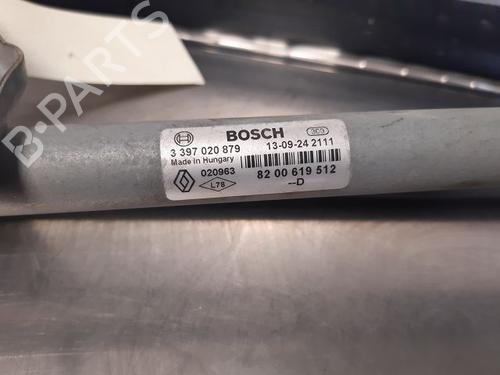 B-PARTS
BOSCH
3 397 020 879 13-09-24 2111
Made in Hungary
020963 82 00 619 512
L78 --D